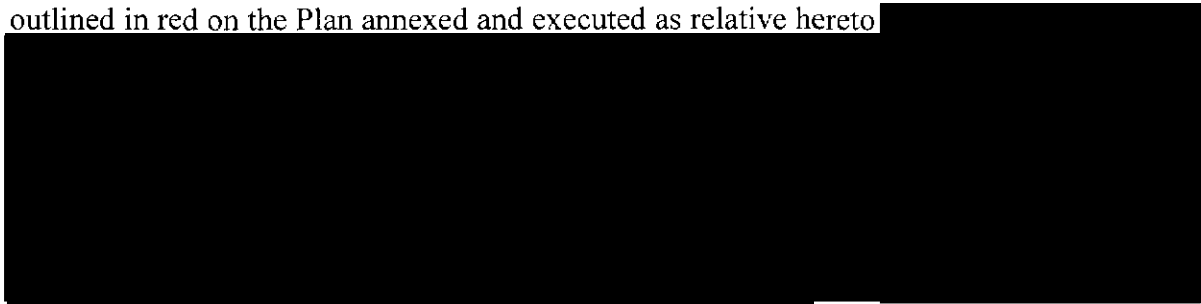 outlined in red on the Plan annexed and executed as relative hereto